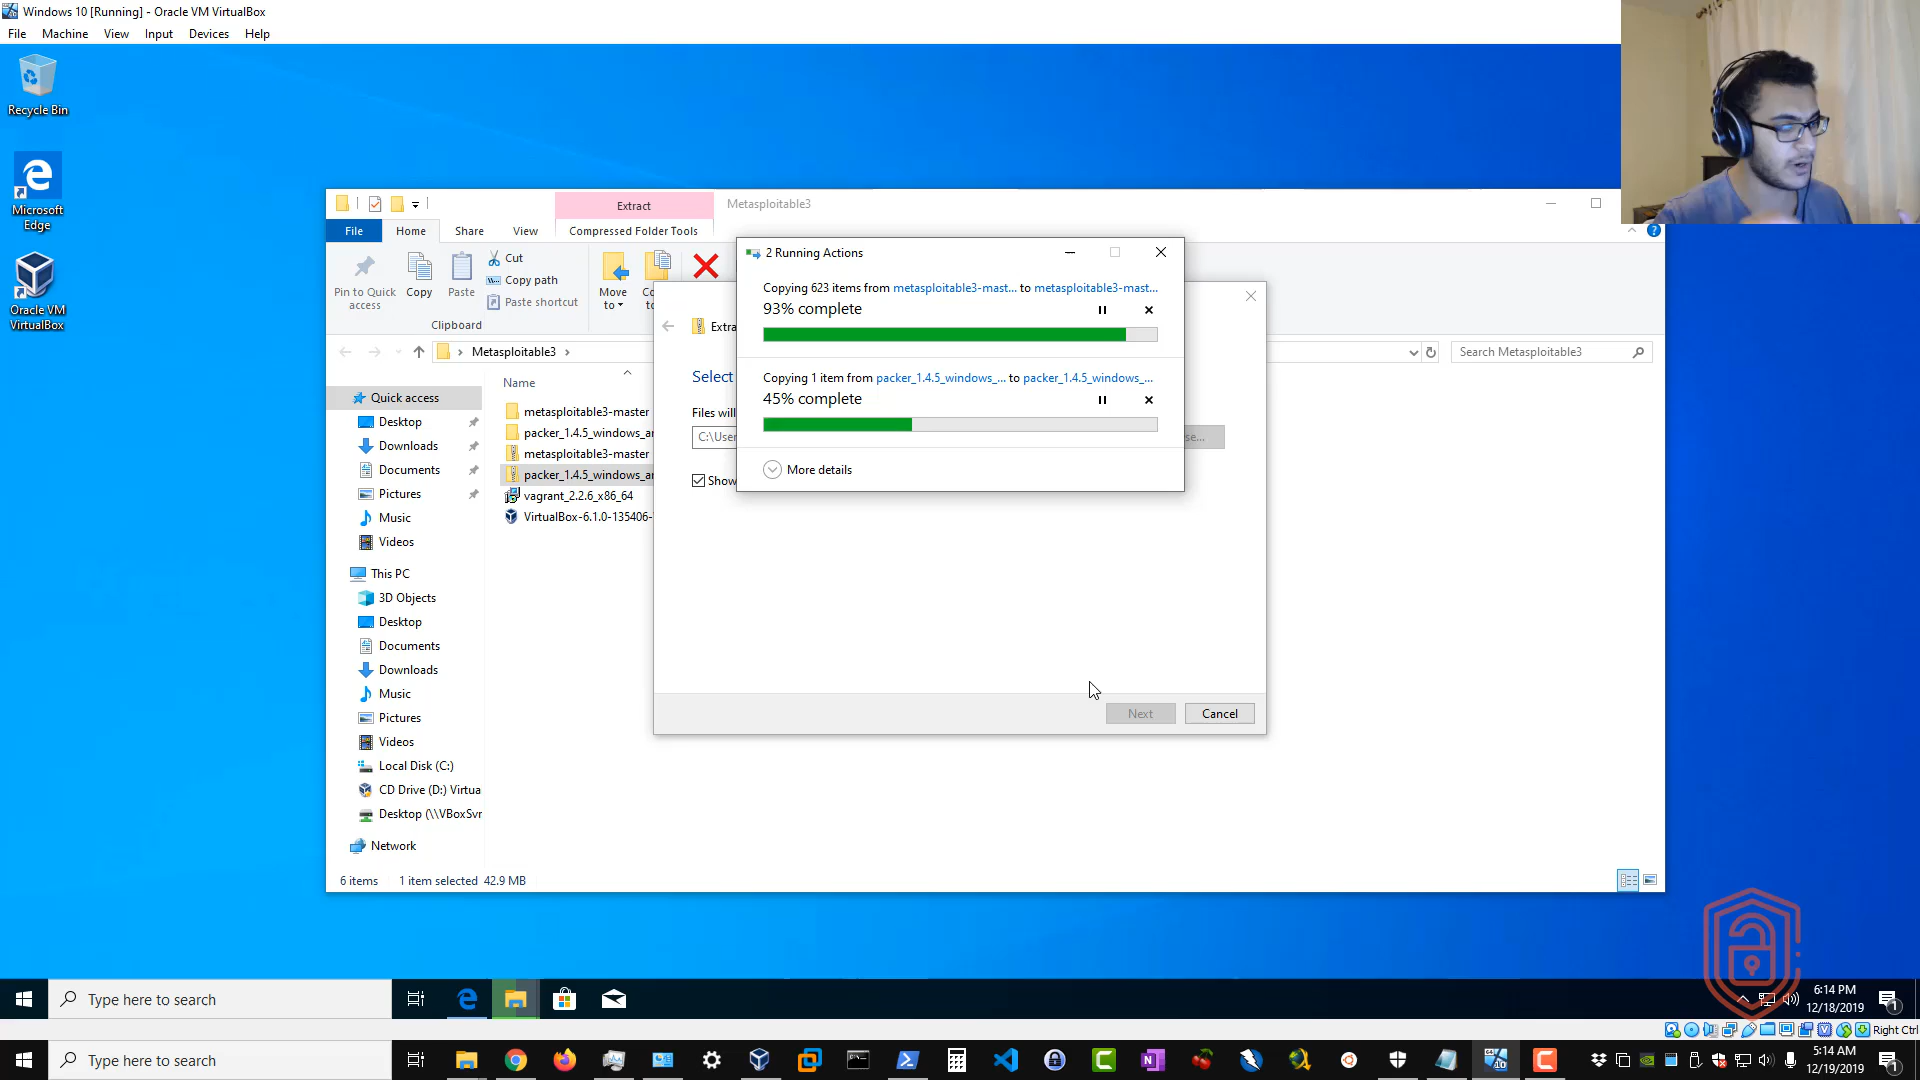 Windows 10 [Running] - Oracle VM VirtualBox
File Machine View Input Devices Help
Recycle Bin
Microsoft
Edge
Oracle VM
VirtualBox
Extract
Metasploitable3
File Home Share View Compressed Folder Tools
Pin to Quick
access
Copy
Paste
Cut
Copy path
Paste shortcut
Clipboard
Move
to
Co
to
Metasploitable3
Search Metasploitable3
Quick access
Desktop
Downloads
Documents
Pictures
Music
Videos
This PC
3D Objects
Desktop
Documents
Downloads
Music
Pictures
Videos
Local Disk (C:)
CD Drive (D:) Virtua
Desktop (\\VBoxSvr
Network
Name
metasploitable3-master
packer_1.4.5_windows_ar
metasploitable3-master
packer_1.4.5_windows_ar
vagrant_2.2.6_x86_64
VirtualBox-6.1.0-135406-
6 items 1 item selected 42.9 MB
Extra
Select
Files will
C:\User
se...
Show
Next
Cancel
2 Running Actions
Copying 623 items from metasploitable3-mast... to metasploitable3-mast...
93% complete
Copying 1 item from packer_1.4.5_windows_... to packer_1.4.5_windows_...
45% complete
More details
Type here to search
6:14 PM
12/18/2019
1
Right Ctrl
Type here to search
5:14 AM
12/19/2019
1